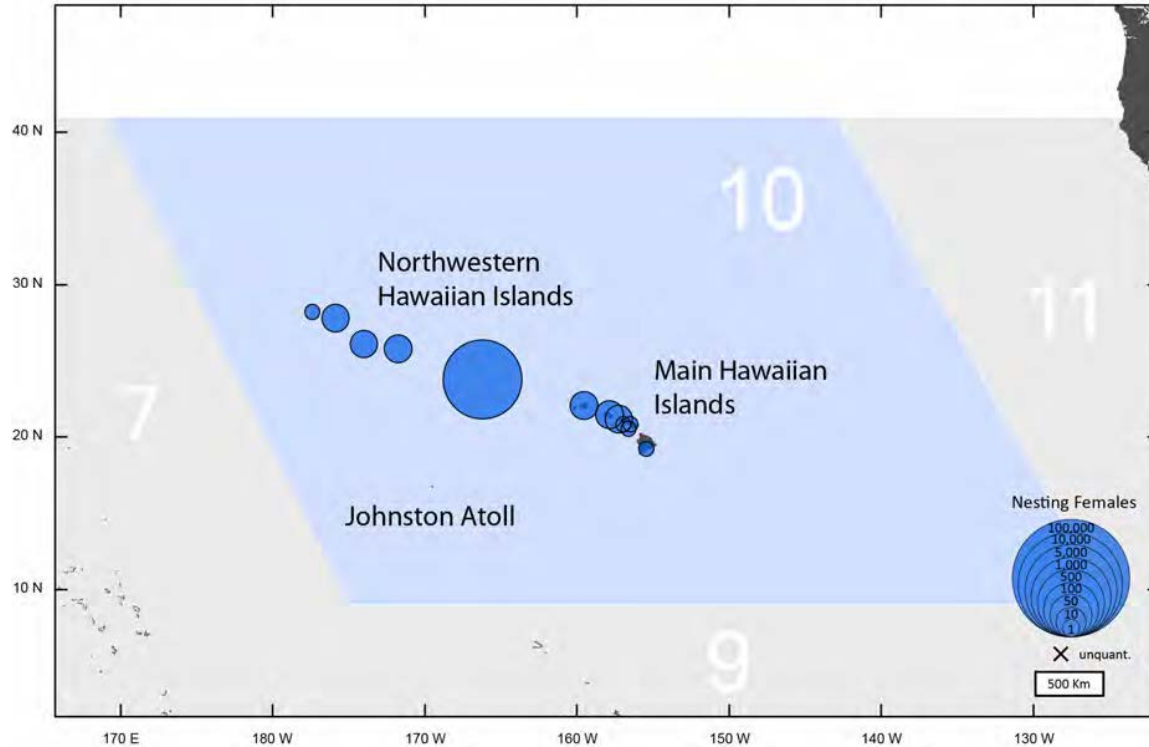 40 N
30 N
20 N
10 N
10
11
7
9
Northwestern
Hawaiian Islands
Main Hawaiian
Islands
Johnston Atoll
Nesting Females
100,000
10,000
5,000
1,000
500
100
50
10
1
unquant.
500 Km
170 E
180 W
170 W
160 W
150 W
140 W
130 W